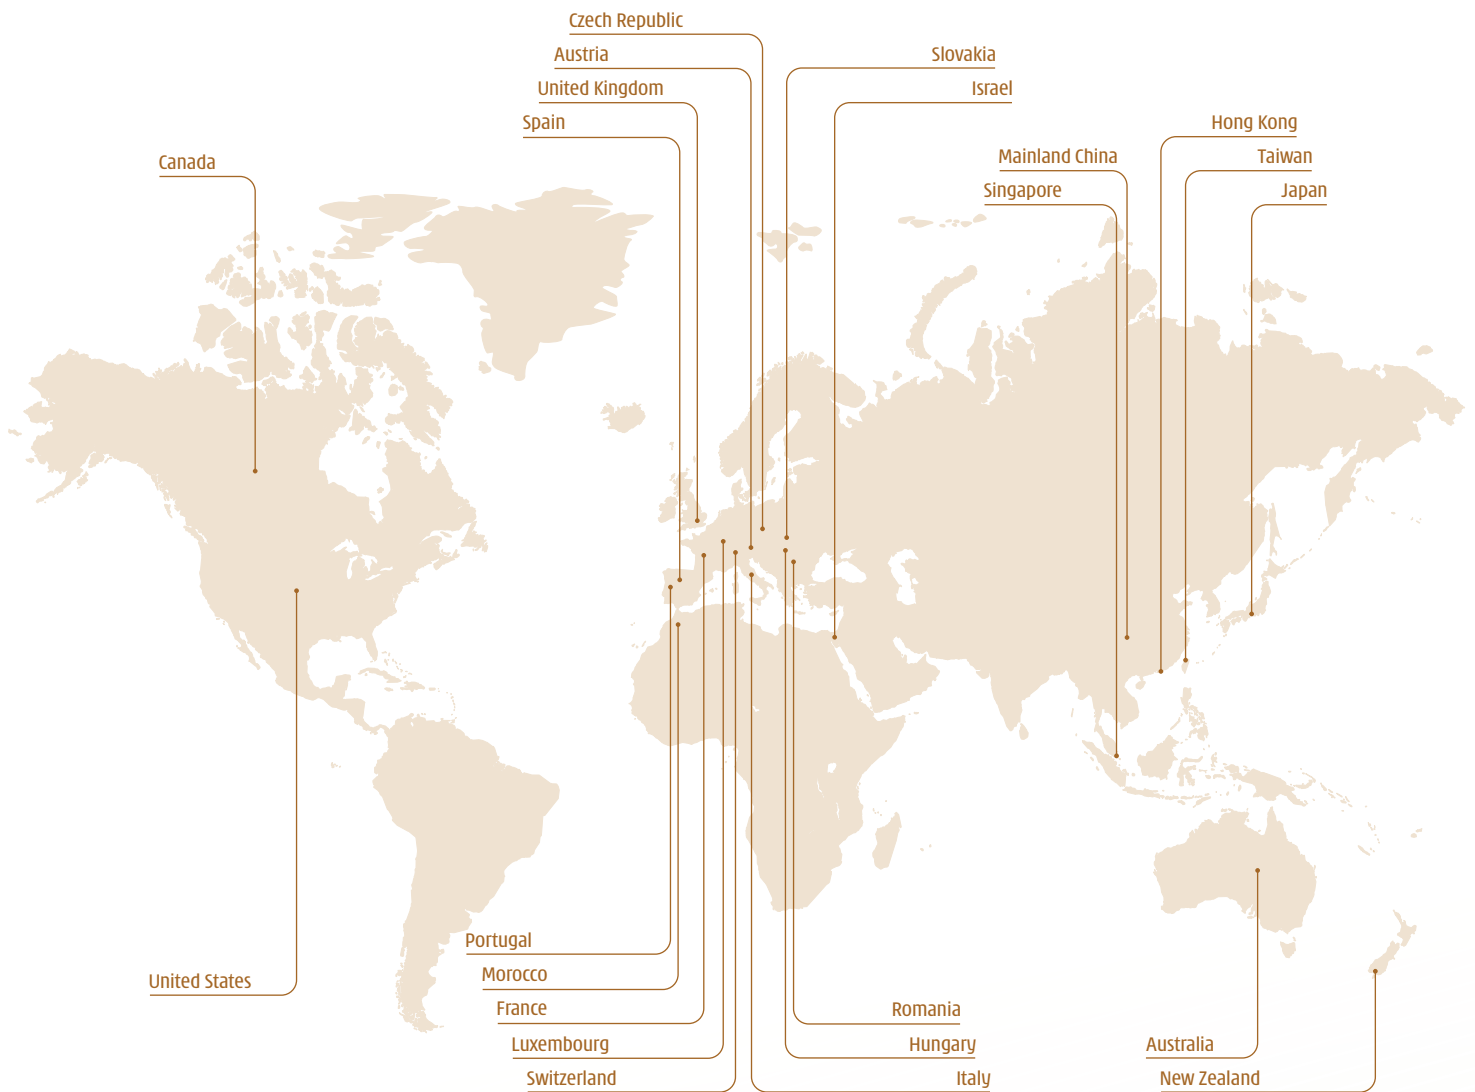 Czech Republic
Austria
Slovakia
United Kingdom
Israel
Spain
Hong Kong
Canada
Mainland China
Taiwan
Singapore
Japan
Portugal
Morocco
United States
France
Romania
Luxembourg
Hungary
Australia
Switzerland
Italy
New Zealand